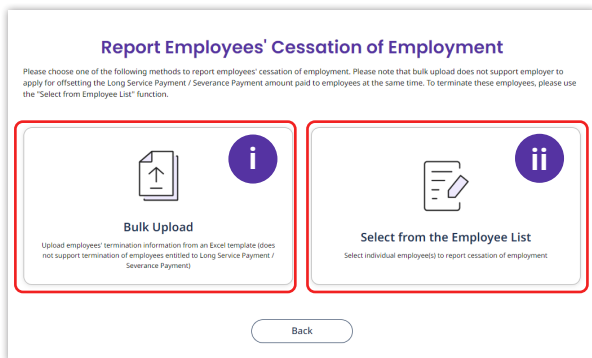 Report Employees' Cessation of Employment
Please choose one of the following methods to report employees' cessation of employment. Please note that bulk upload does not support employer to
apply for offsetting the Long Service Payment / Severance Payment amount paid to employees at the same time. To terminate these employees, please use
the "Select from Employee List" function.
i
Bulk Upload
Upload employees' termination information from an Excel template (does
not support termination of employees entitled to Long Service Payment /
Severance Payment)
ii
Select from the Employee List
Select individual employee(s) to report cessation of employment
Back